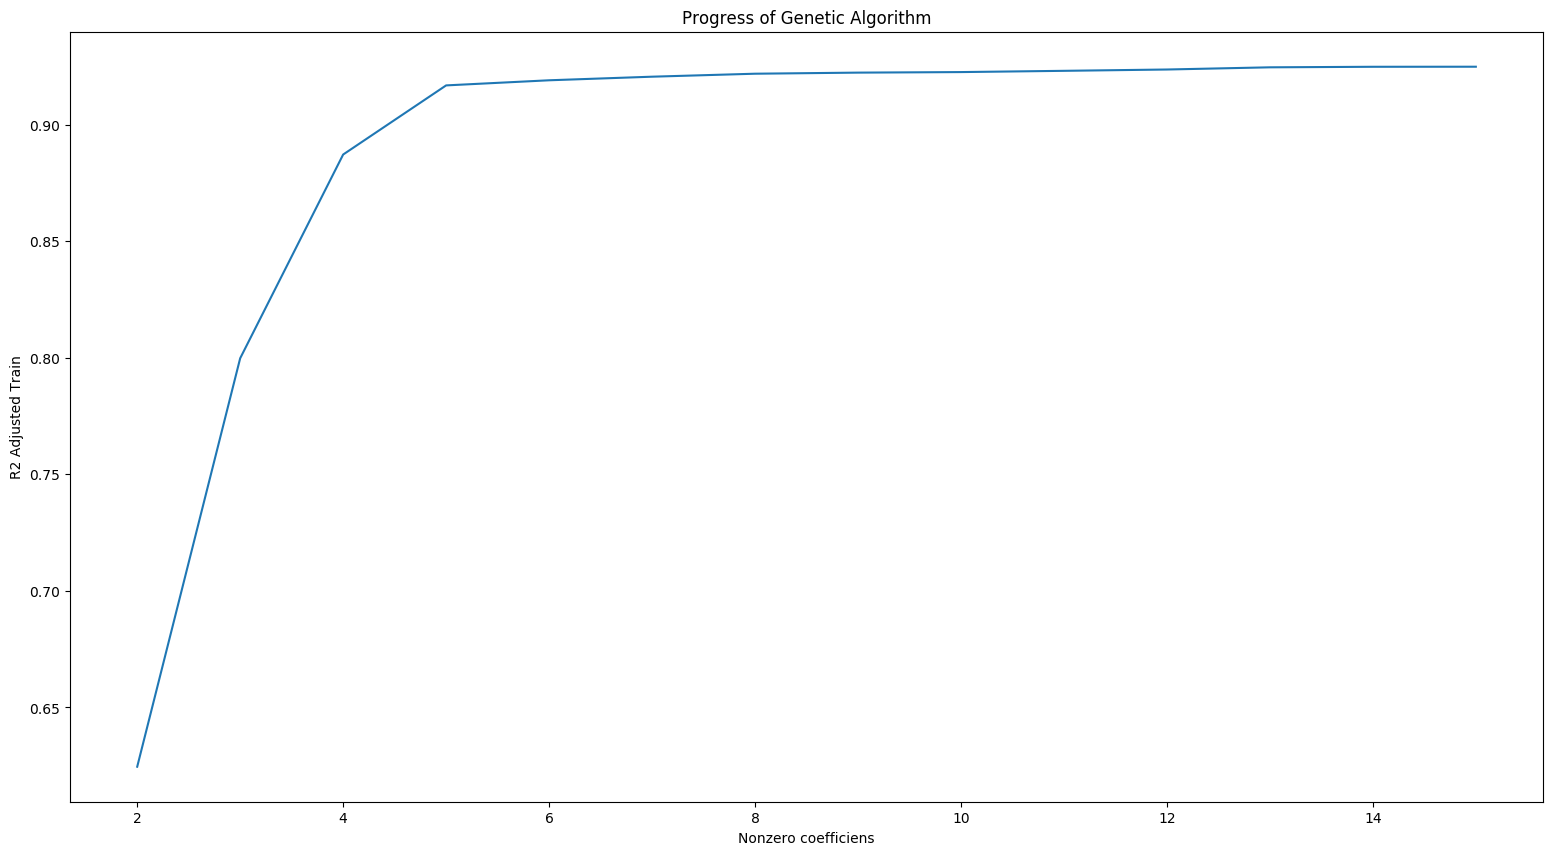 Progress of Genetic Algorithm
R2 Adjusted Train
0.90
0.85
0.80
0.75
0.70
0.65
2 4 6 8 10 12 14
Nonzero coefficiens